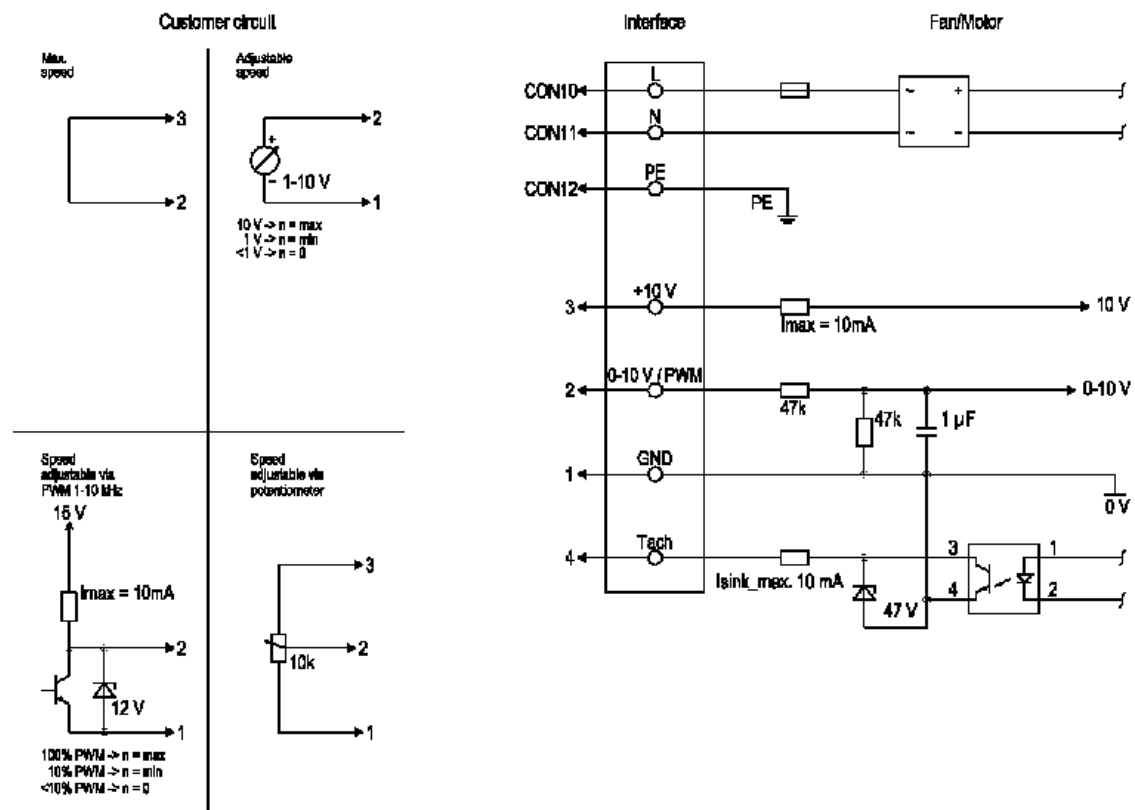 Customer circuit
Interface
Fan/Motor
Max.
speed
3
2
Adjustable
speed
2
+
1-10 V
−
1
10 V -> n = max
1 V -> n = min
<1 V -> n = 0
Speed
adjustable via
PWM 1-10 kHz
15 V
Imax = 10mA
2
12 V
1
100% PWM -> n = max
10% PWM -> n = min
<10% PWM -> n = 0
Speed
adjustable via
potentiometer
3
2
10k
1
L
CON10
~ +
N
CON11
~ −
PE
CON12
PE
+10 V
3
10 V
Imax = 10mA
0-10 V / PWM
2
0-10 V
47k
47k
1 µF
GND
1
0 V
Tach
4
3
1
Isink_max. 10 mA
4
2
47 V